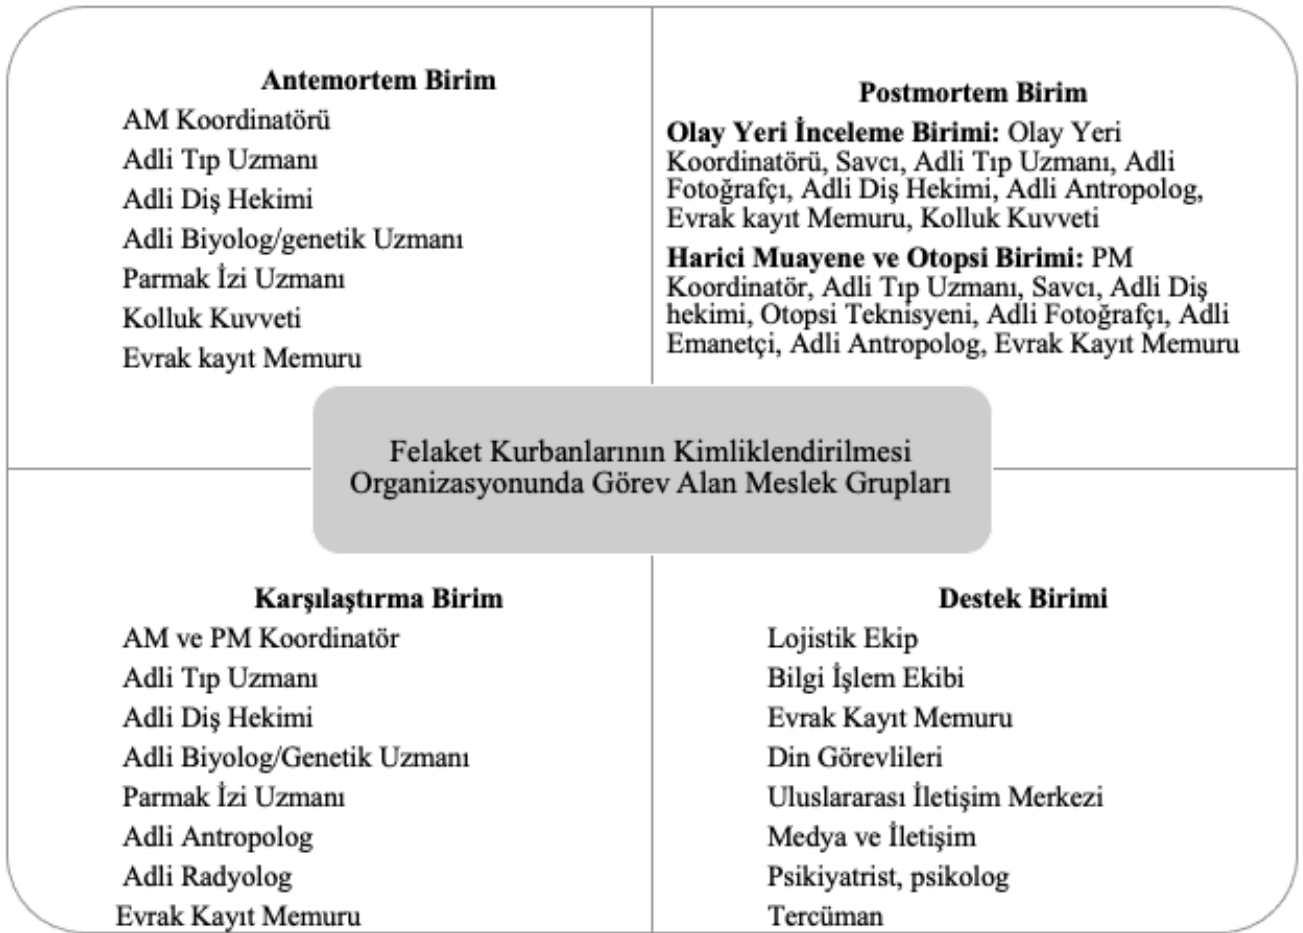 Antemortem Birim
AM Koordinatörü
Adli Tıp Uzmanı
Adli Diş Hekimi
Adli Biyolog/genetik Uzmanı
Parmak İzi Uzmanı
Kolluk Kuvveti
Evrak kayıt Memuru
Postmortem Birim
Olay Yeri İnceleme Birimi: Olay Yeri
Koordinatörü, Savcı, Adli Tıp Uzmanı, Adli
Fotoğrafçı, Adli Diş Hekimi, Adli Antropolog,
Evrak kayıt Memuru, Kolluk Kuvveti
Harici Muayene ve Otopsi Birimi: PM
Koordinatör, Adli Tıp Uzmanı, Savcı, Adli Diş
hekimi, Otopsi Teknisyeni, Adli Fotoğrafçı, Adli
Emanetçi, Adli Antropolog, Evrak Kayıt Memuru
Felaket Kurbanlarının Kimliklendirilmesi
Organizasyonunda Görev Alan Meslek Grupları
Karşılaştırma Birim
AM ve PM Koordinatör
Adli Tıp Uzmanı
Adli Diş Hekimi
Adli Biyolog/Genetik Uzmanı
Parmak İzi Uzmanı
Adli Antropolog
Adli Radyolog
Evrak Kayıt Memuru
Destek Birimi
Lojistik Ekip
Bilgi İşlem Ekibi
Evrak Kayıt Memuru
Din Görevlileri
Uluslararası İletişim Merkezi
Medya ve İletişim
Psikiyatrist, psikolog
Tercüman